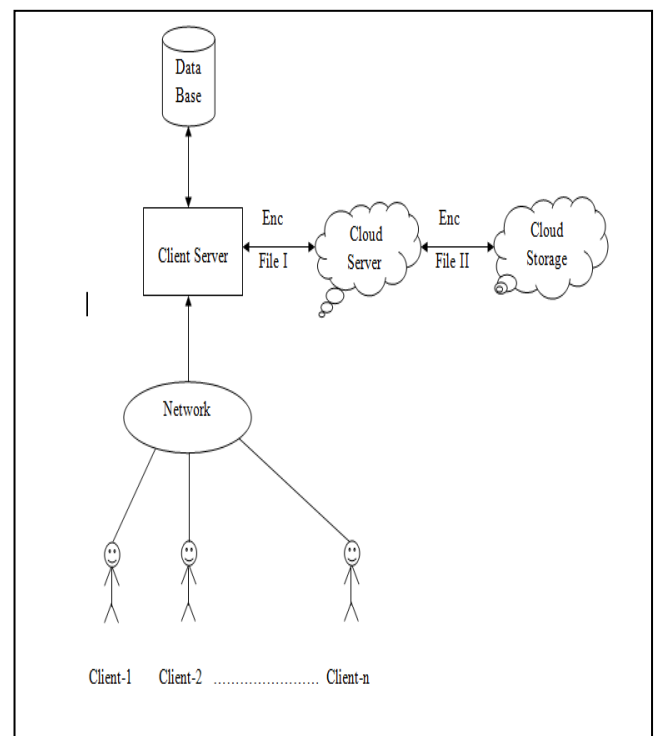 Data
Base
Client Server
Enc
File I
Cloud
Server
Enc
File II
Cloud
Storage
Network
Client-1 Client-2 ........................ Client-n